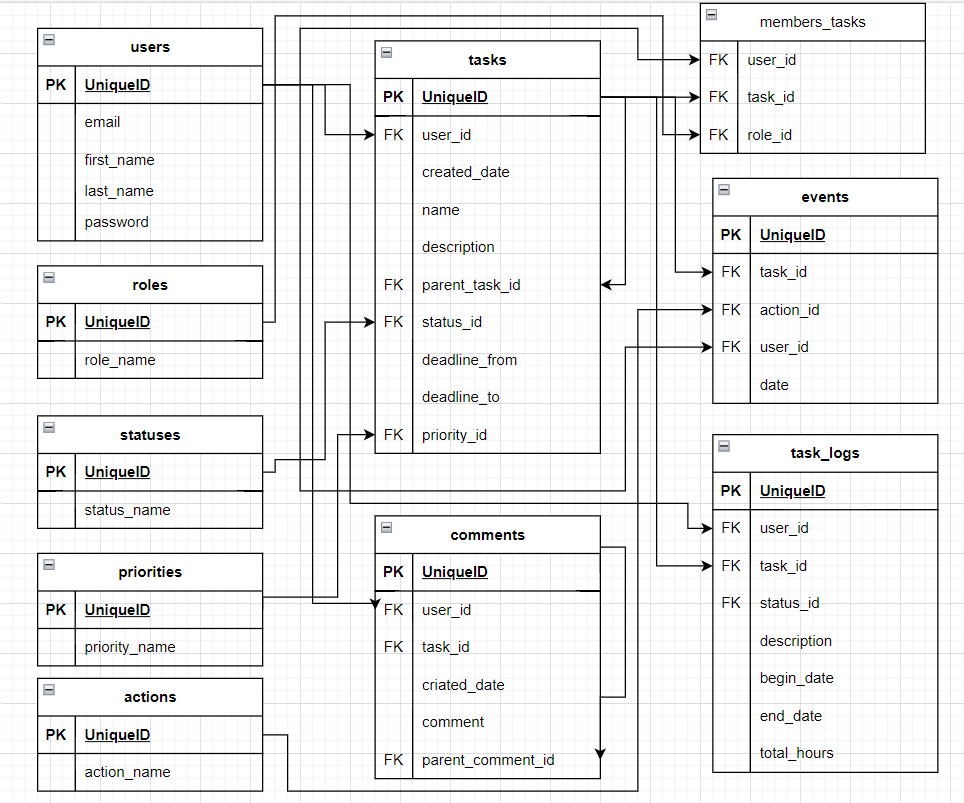 users
PK UniqueID
email
first_name
last_name
password
roles
PK UniqueID
role_name
statuses
PK UniqueID
status_name
priorities
PK UniqueID
priority_name
actions
PK UniqueID
action_name
tasks
PK UniqueID
FK user_id
created_date
name
description
FK parent_task_id
FK status_id
deadline_from
deadline_to
FK priority_id
comments
PK UniqueID
FK user_id
FK task_id
criated_date
comment
FK parent_comment_id
members_tasks
FK user_id
FK task_id
FK role_id
events
PK UniqueID
FK task_id
FK action_id
FK user_id
date
task_logs
PK UniqueID
FK user_id
FK task_id
FK status_id
description
begin_date
end_date
total_hours